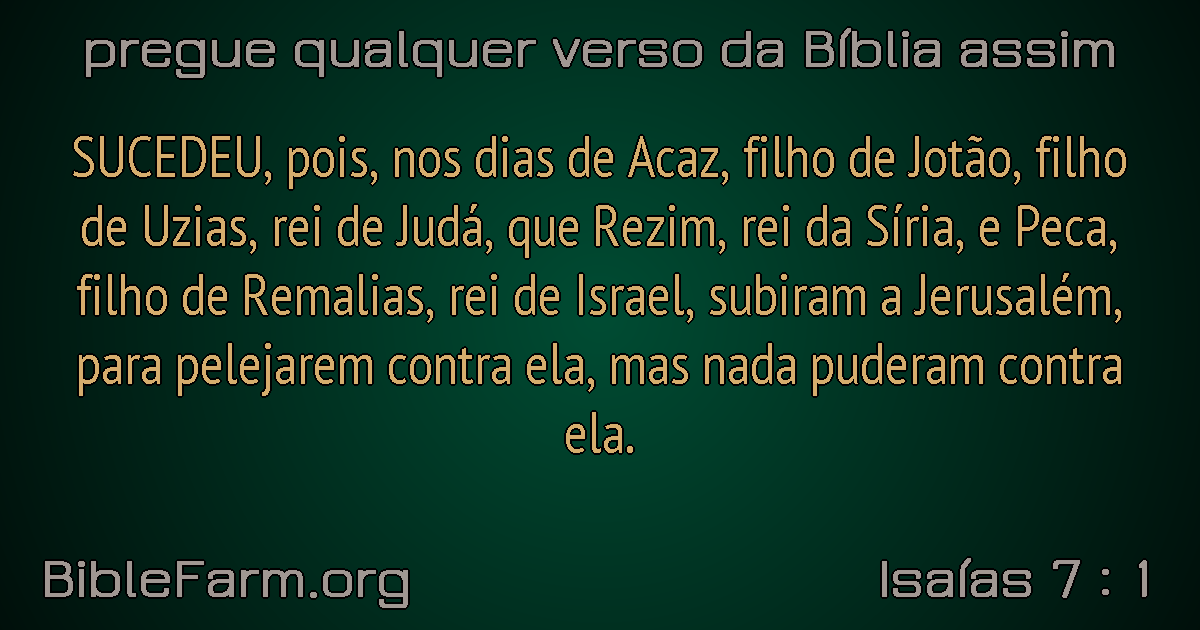 pregue qualquer verso da Bíblia assim
SUCEDEU, pois, nos dias de Acaz, filho de Jotão, filho
de Uzias, rei de Judá, que Rezim, rei da Síria, e Peca,
filho de Remalias, rei de Israel, subiram a Jerusalém,
para pelejarem contra ela, mas nada puderam contra
ela.
BibleFarm.org
Isaías 7 : 1